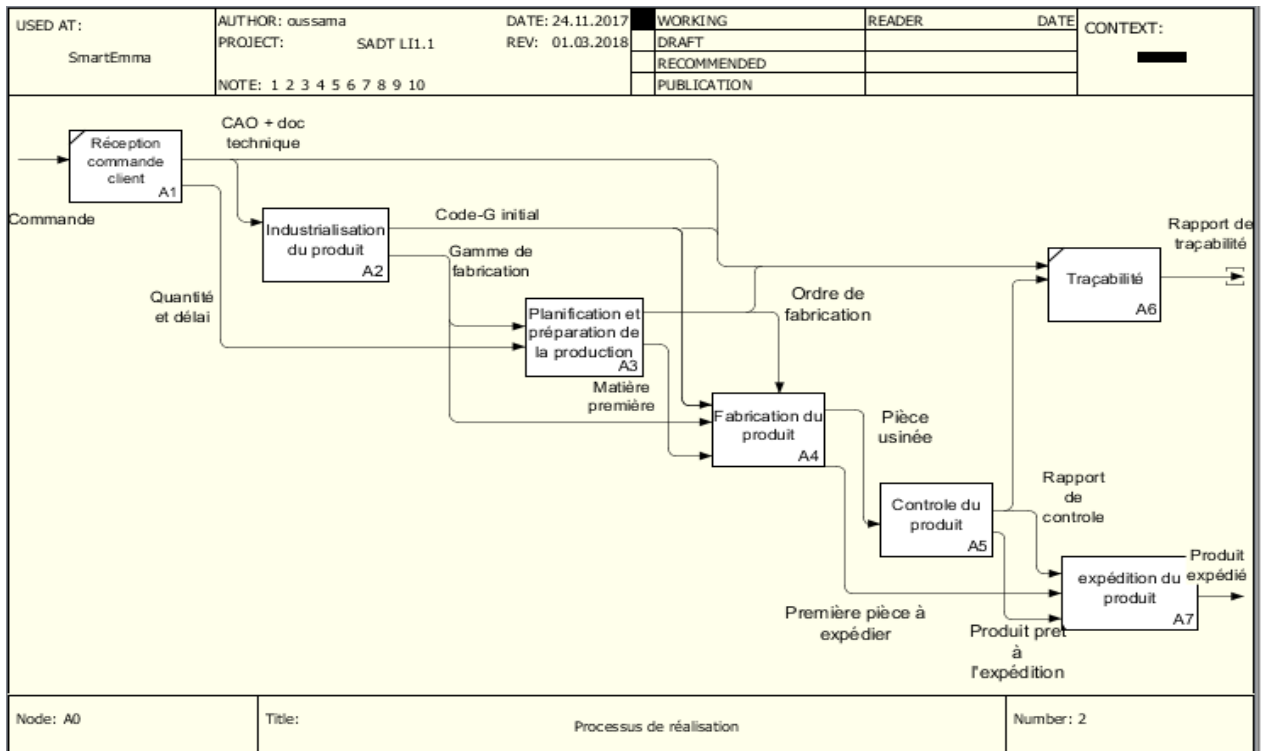 USED AT:
SmartEmma
AUTHOR: oussama
DATE: 24.11.2017
PROJECT: SADT LI1.1
REV: 01.03.2018
NOTE: 1 2 3 4 5 6 7 8 9 10
WORKING
DRAFT
RECOMMENDED
PUBLICATION
READER
DATE
CONTEXT:
CAO + doc
technique
Réception
commande
client
A1
Commande
Industrialisation
du produit
A2
Code-G initial
Gamme de
fabrication
Quantité
et délai
Planification et
préparation de
la production
A3
Ordre de
fabrication
Matière
première
Rapport de
traçabilité
Traçabilité
A6
Fabrication du
produit
A4
Pièce
usinée
Controle du
produit
A5
Rapport
de
controle
Produit
expédié
expédition du
produit
A7
Première pièce à
expédier
Produit pret
à
l'expédition
Node: A0
Title:
Processus de réalisation
Number: 2